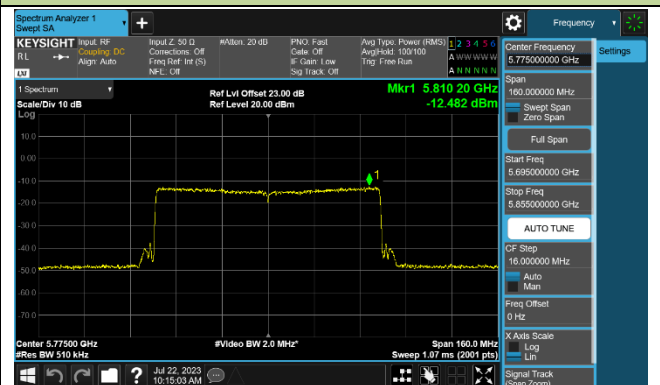 Spectrum Analyzer 1
Swept SA
Frequency
KEYSIGHT
RL
LXI
Input: RF
Coupling: DC
Align: Auto
Input Z: 50 Ω
Corrections: Off
Freq Ref: Int (S)
NFE: Off
#Atten: 20 dB
PNO: Fast
Gate: Off
IF Gain: Low
Sig Track: Off
Avg Type: Power (RMS)
Avg|Hold: 100/100
Trig: Free Run
1 2 3 4 5 6
A W W W W W
A N N N N N
1 Spectrum
Scale/Div 10 dB
Log
Ref Lvl Offset 23.00 dB
Ref Level 20.00 dBm
Mkr1 5.810 20 GHz
-12.482 dBm
1
10.0
0.00
-10.0
-20.0
-30.0
-40.0
-50.0
-60.0
-70.0
Center 5.77500 GHz
#Res BW 510 kHz
#Video BW 2.0 MHz*
Span 160.0 MHz
Sweep 1.07 ms (2001 pts)
Center Frequency
5.775000000 GHz
Settings
Span
160.000000 MHz
Swept Span
Zero Span
Full Span
Start Freq
5.695000000 GHz
Stop Freq
5.855000000 GHz
AUTO TUNE
CF Step
16.000000 MHz
Auto
Man
Freq Offset
0 Hz
X Axis Scale
Log
Lin
Signal Track
(Span Zoom)
Jul 22, 2023
10:15:03 AM